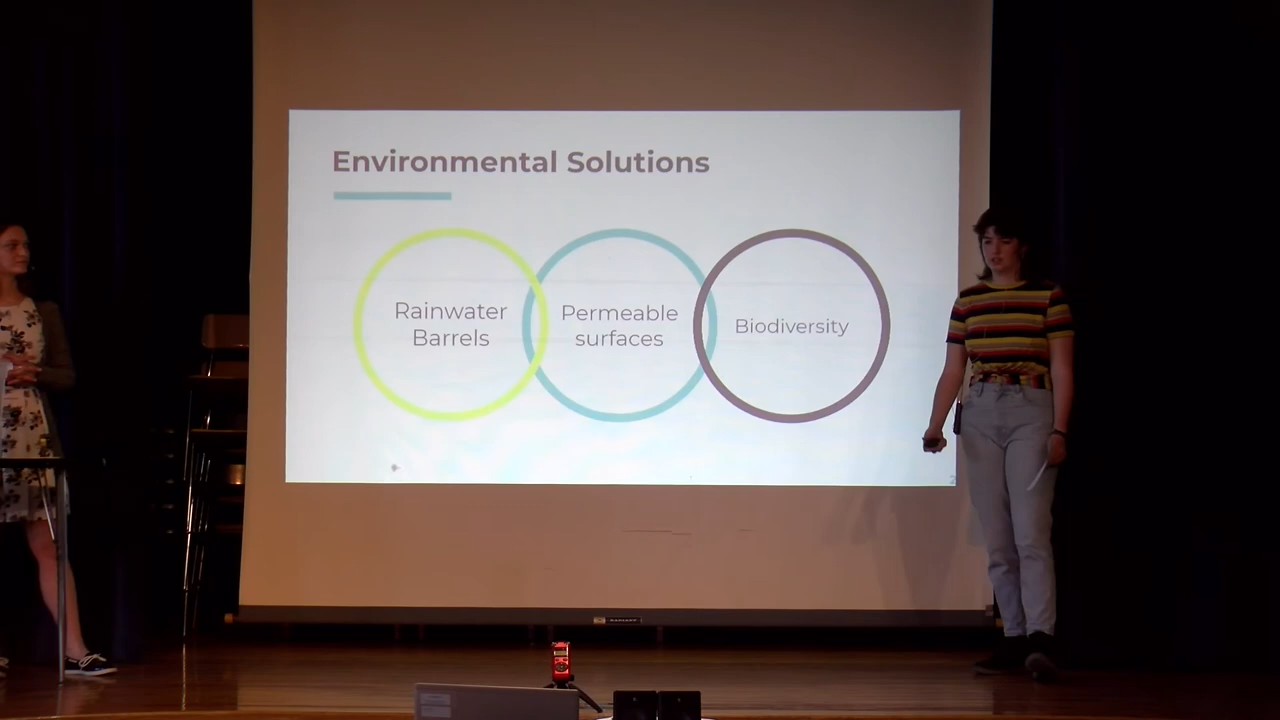 Environmental Solutions
Rainwater
Barrels
Permeable
surfaces
Biodiversity